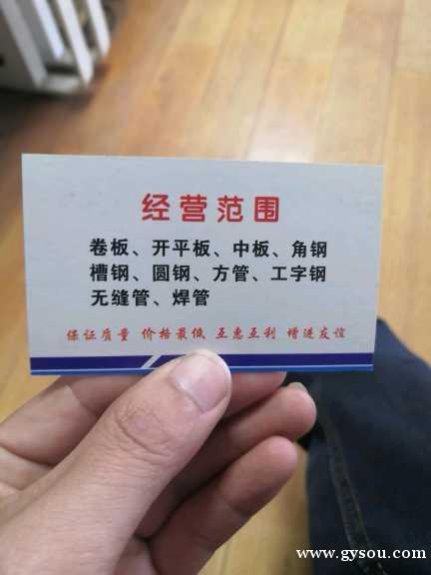 经营范围
卷板、开平板、中板、角钢
槽钢、圆钢、方管、工字钢
无缝管、焊管
保证质量 价格最低 互惠互利 增进友谊
www.gysou.com